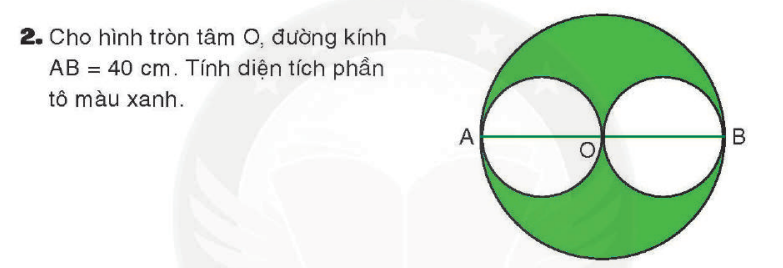 2. Cho hình tròn tâm O, đường kính
AB = 40 cm. Tính diện tích phần
tô màu xanh.
A
O
B